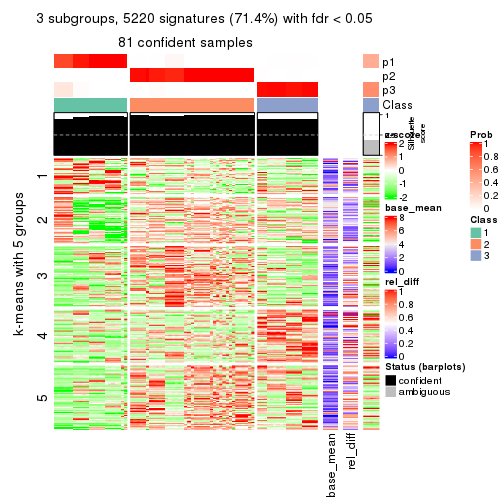 3 subgroups, 5220 signatures (71.4%) with fdr < 0.05
81 confident samples
p1
p2
p3
Class
1
Silhouette
score
k-means with 5 groups
1
2
3
4
5
base_mean
rel_diff
z-score
2
1
0
-1
-2
base_mean
8
6
4
2
0
rel_diff
1
0.8
0.6
0.4
0.2
0
Status (barplots)
confident
ambiguous
Prob
1
0.8
0.6
0.4
0.2
0
Class
1
2
3